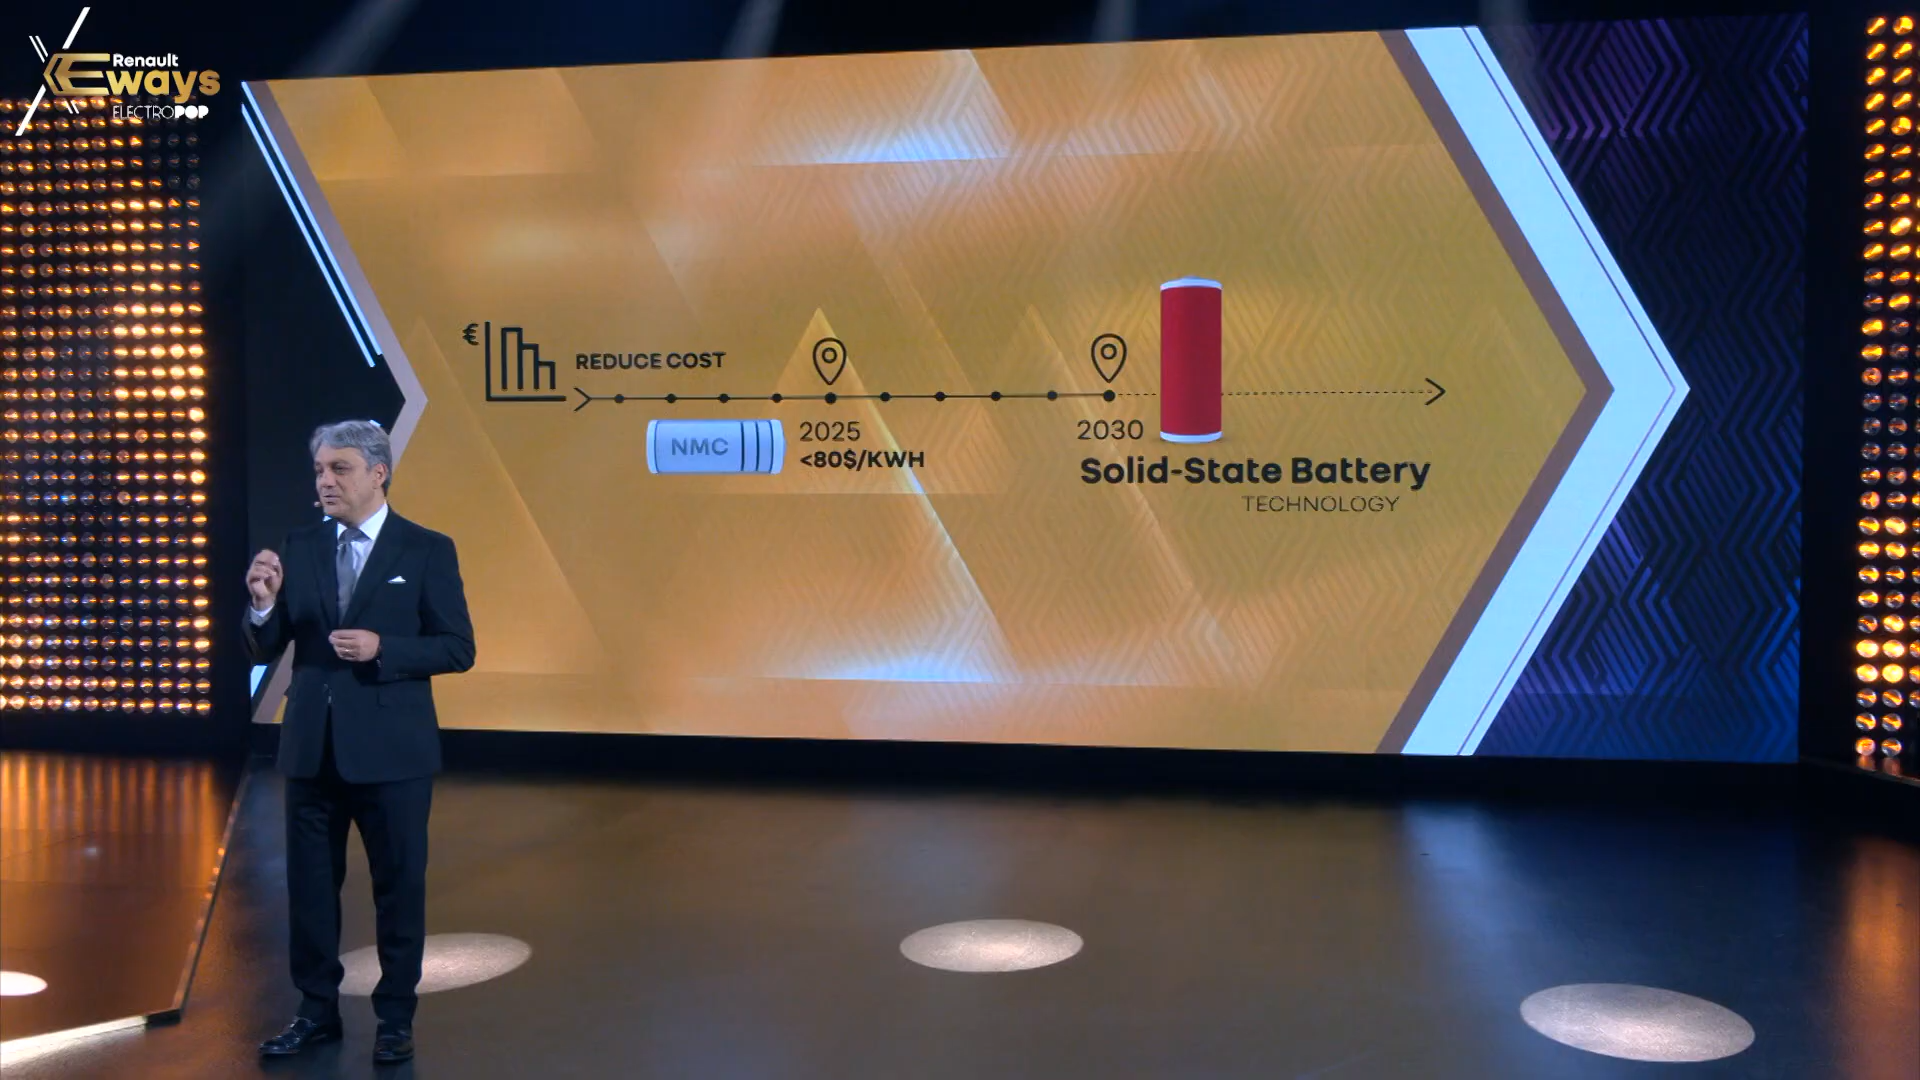 Renault
Eways
ELECTROPOP
€
REDUCE COST
NMC
2025
<80$/KWH
2030
Solid-State Battery
TECHNOLOGY